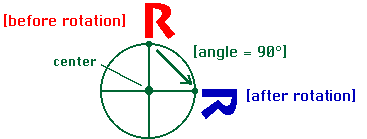 R
[before rotation]
[angle = 90°]
center
R
[after rotation]